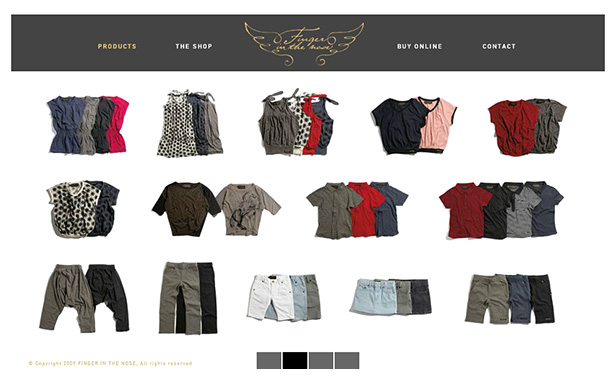 PRODUCTS
THE SHOP
Finger
in the nose
BUY ONLINE
CONTACT
© Copyright 2009 FINGER IN THE NOSE, All rights reserved